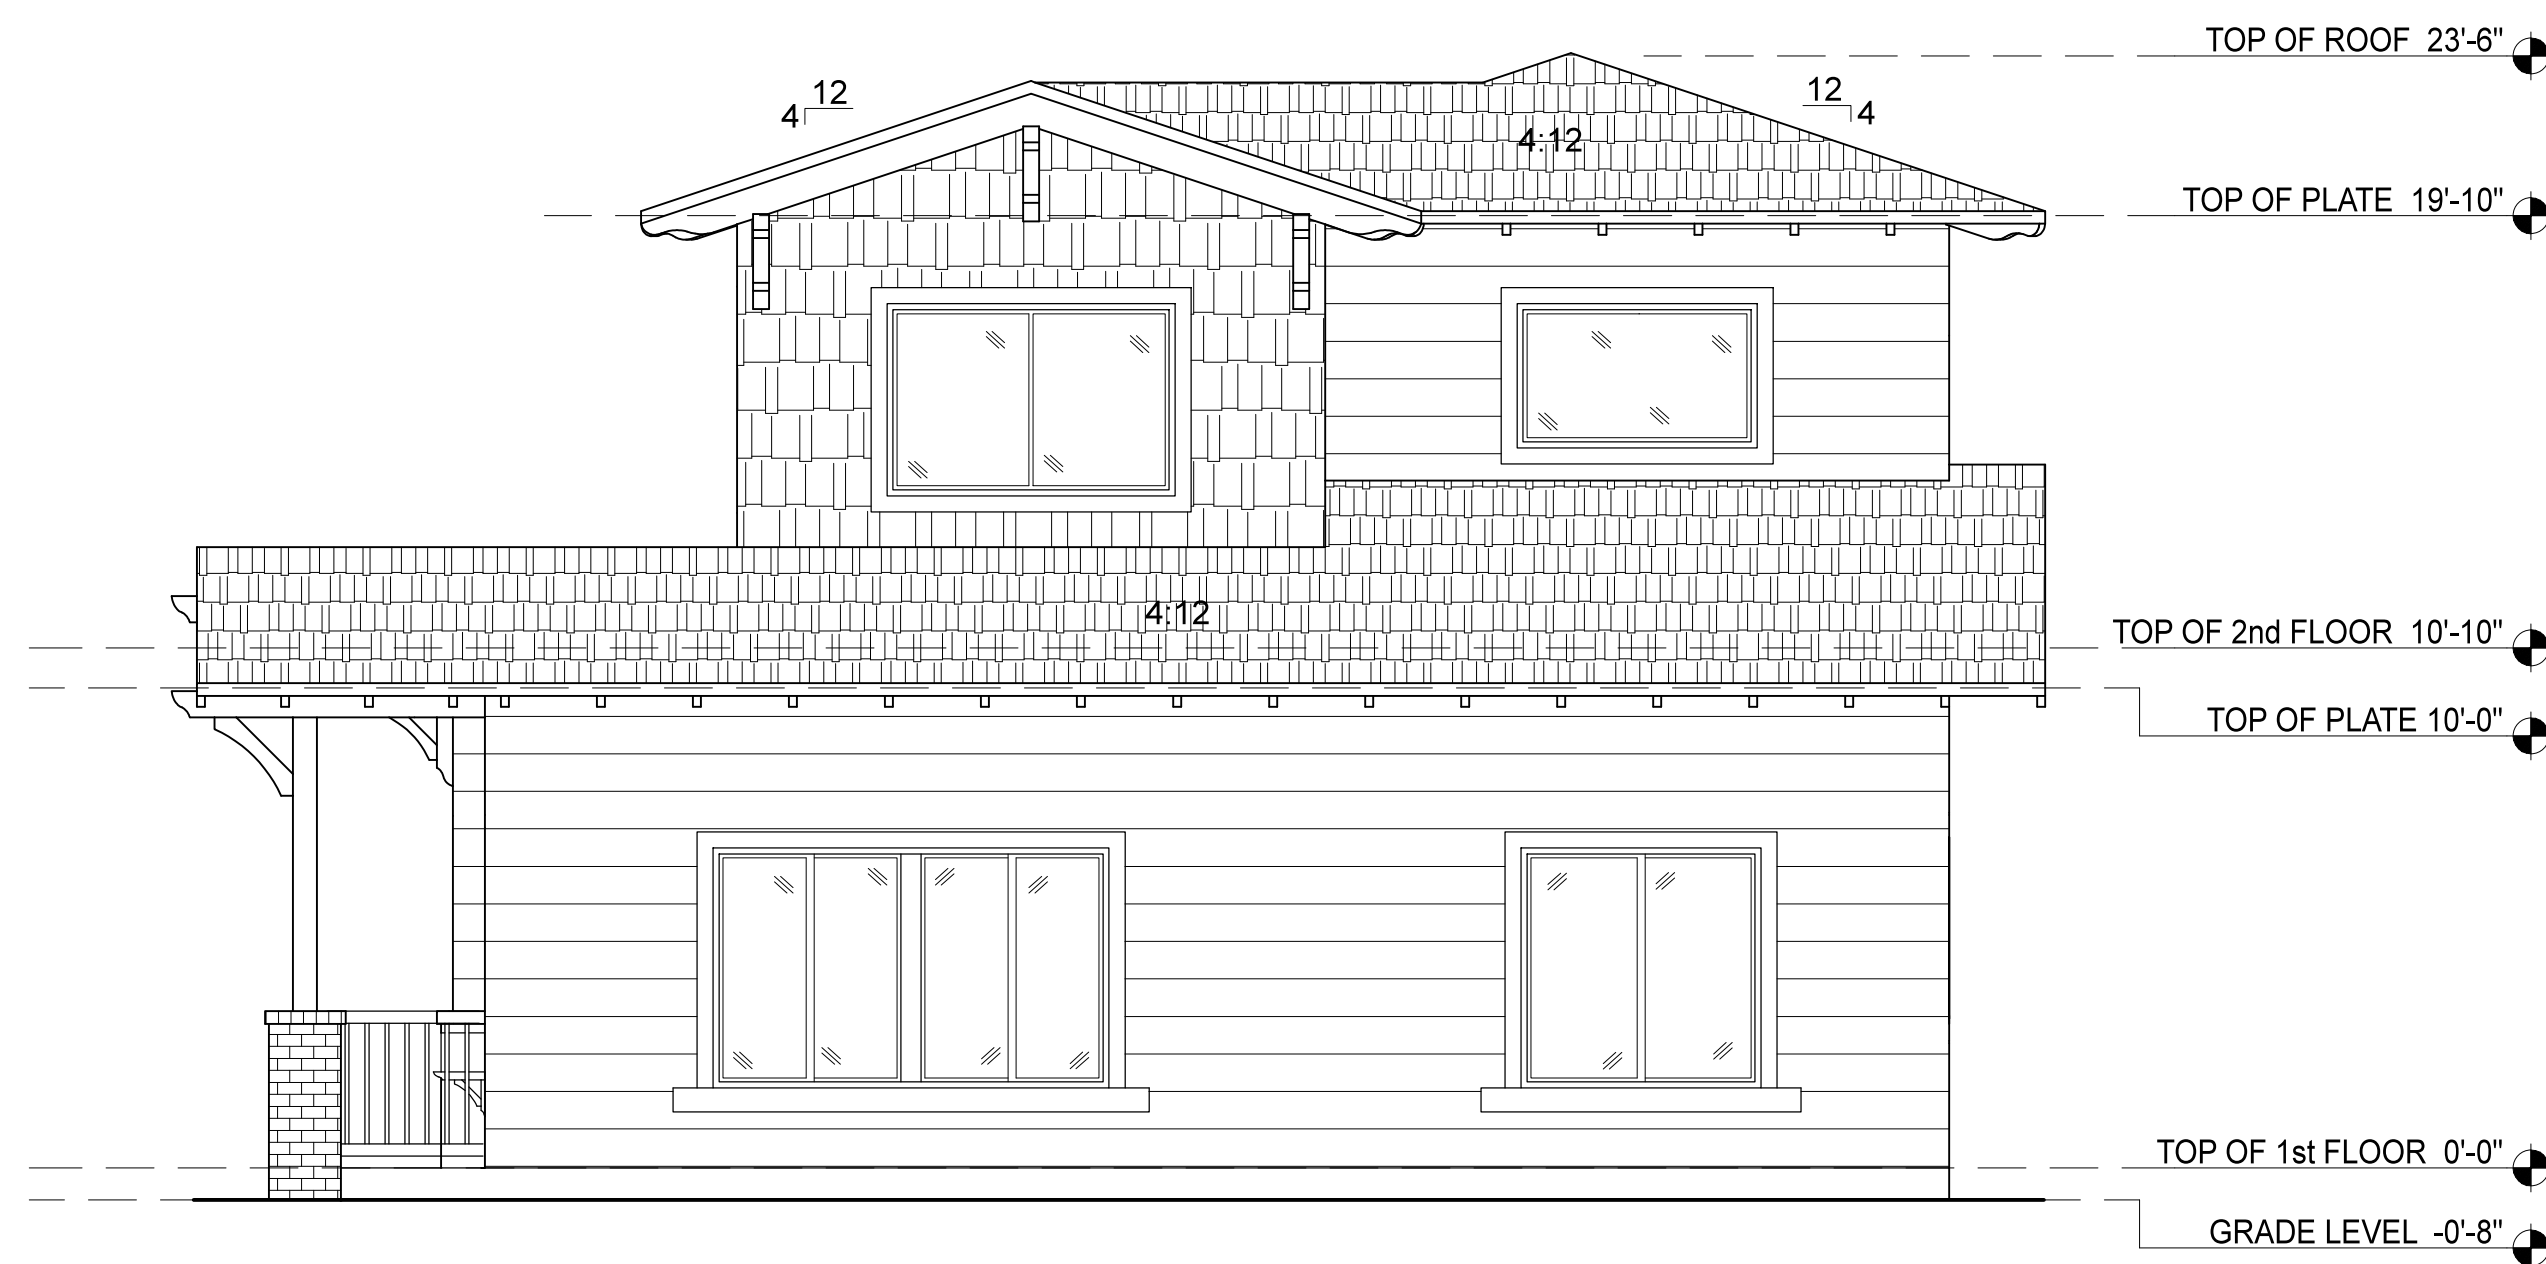 TOP OF ROOF 23'-6"
12
4
12
4
4:12
TOP OF PLATE 19'-10"
4:12
TOP OF 2nd FLOOR 10'-10"
TOP OF PLATE 10'-0"
TOP OF 1st FLOOR 0'-0"
GRADE LEVEL -0'-8"